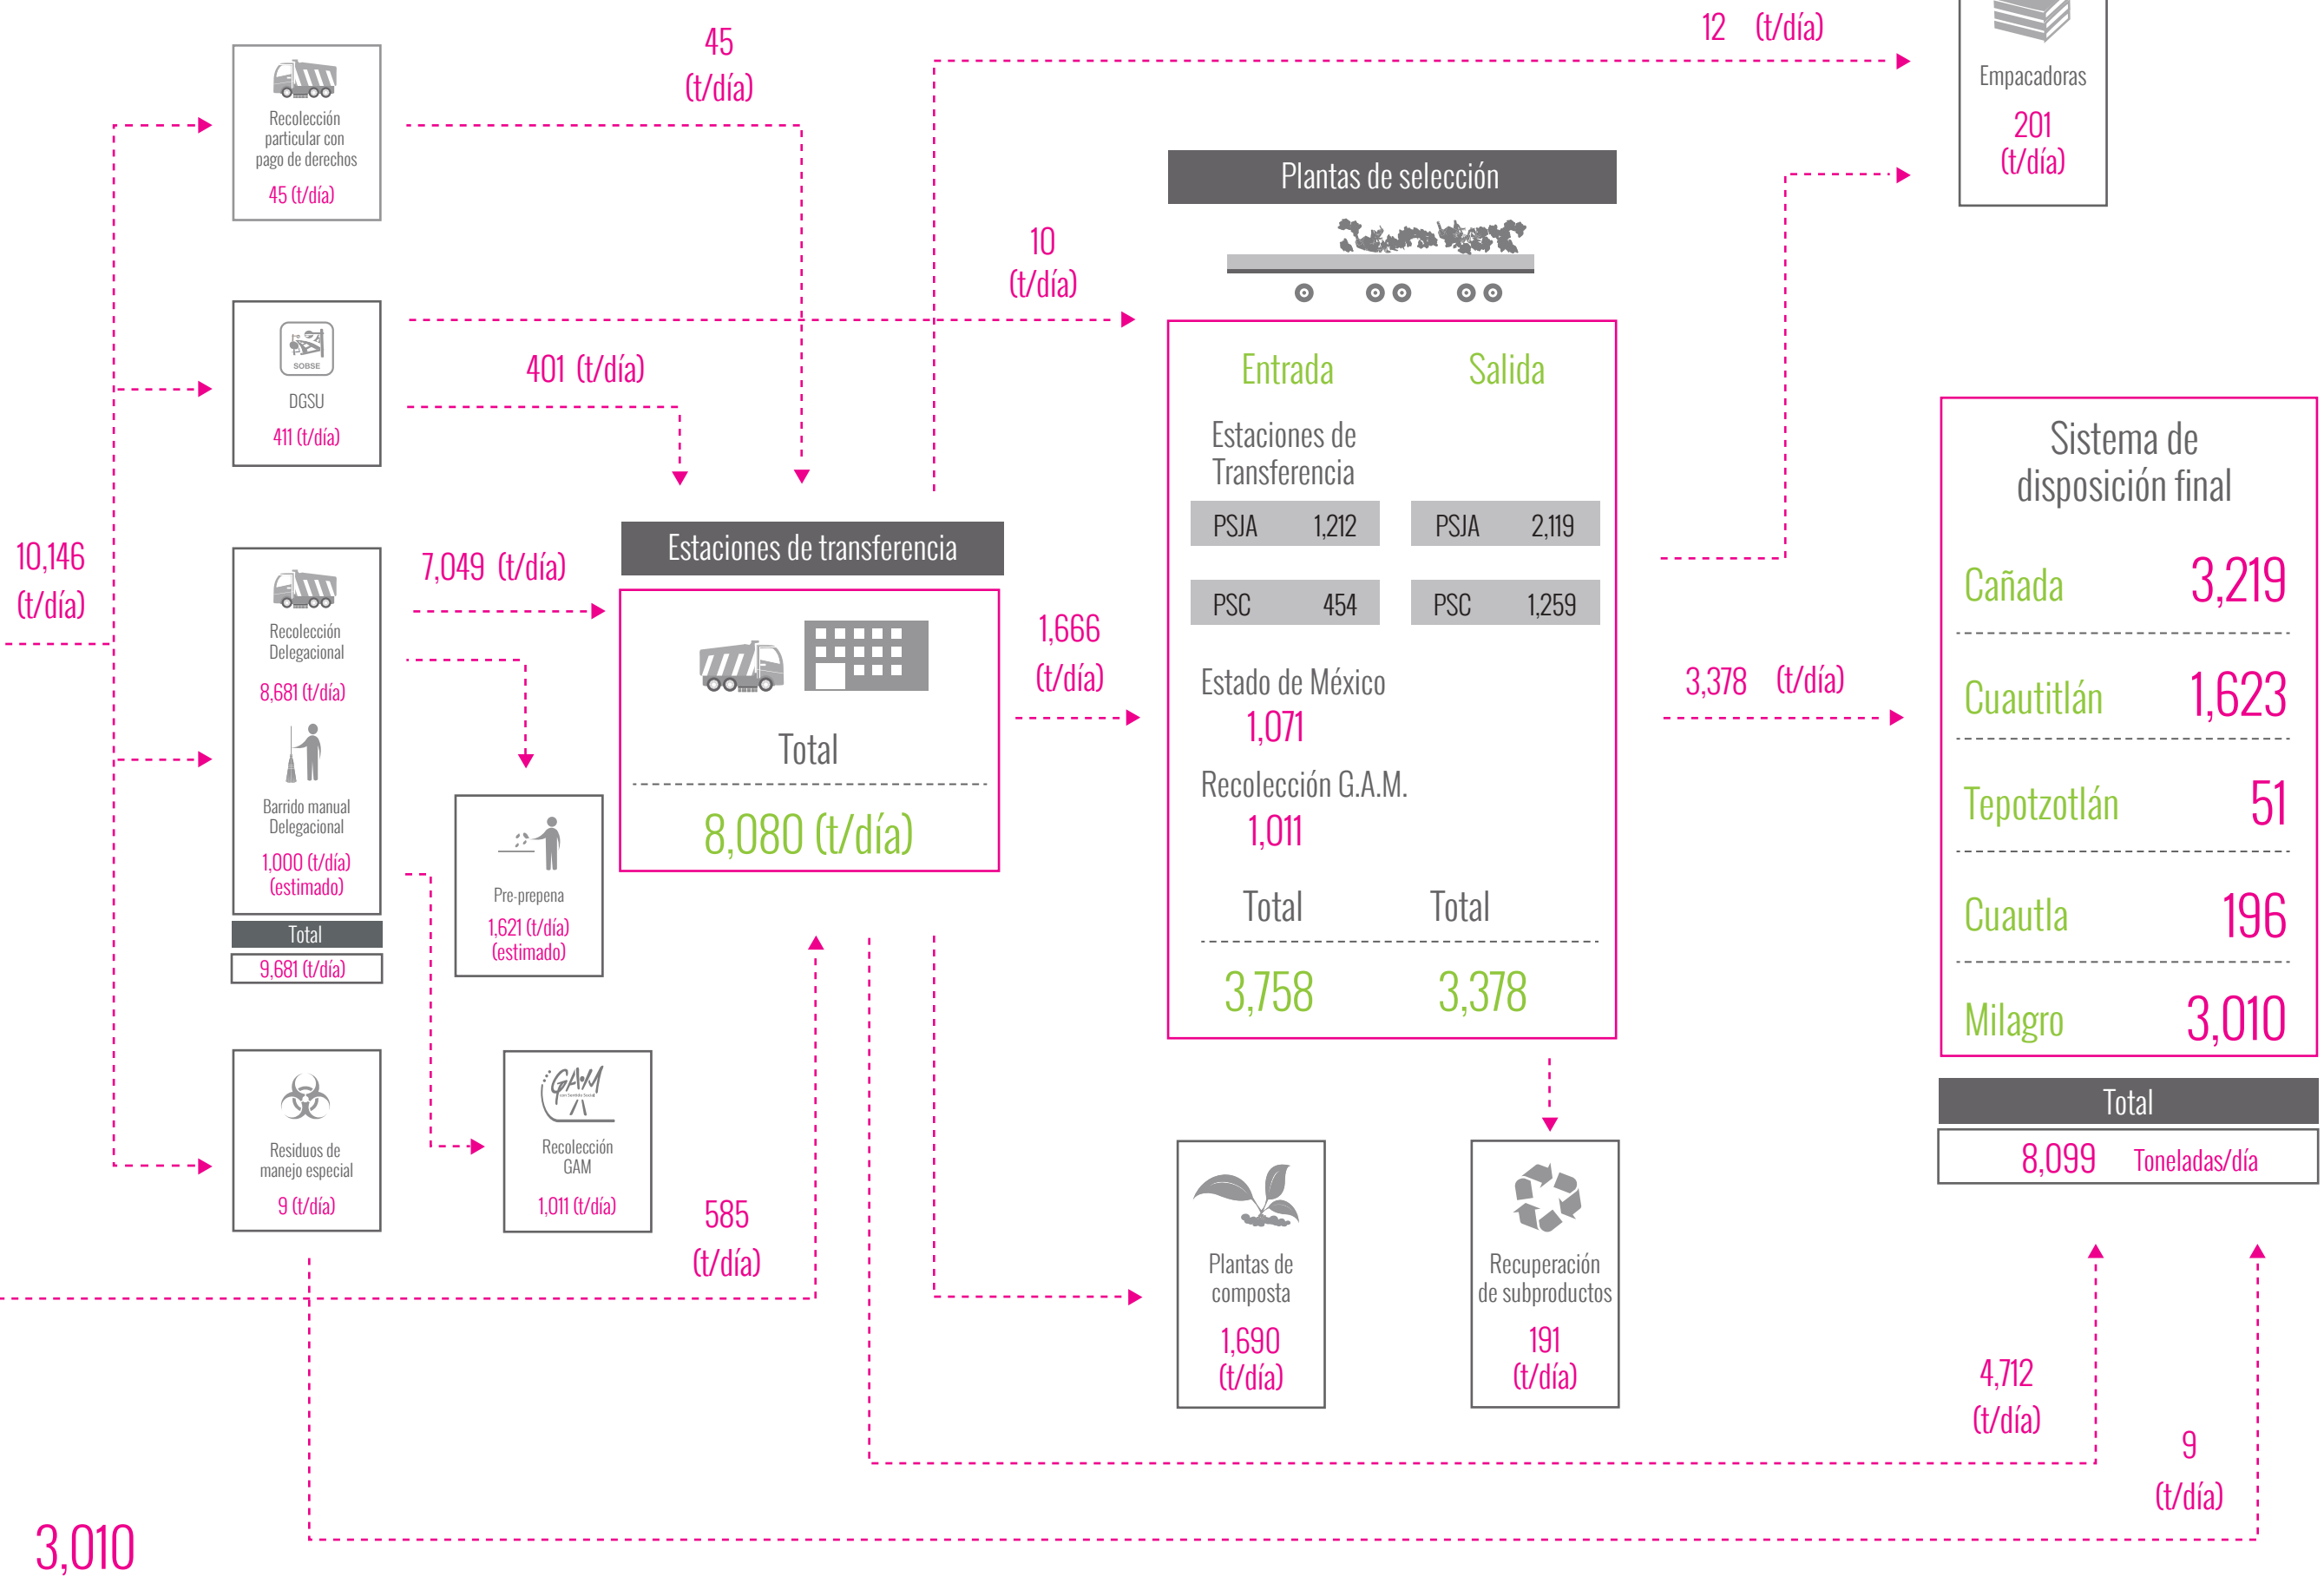 12 (t/día)
Empacadoras
201
(t/día)
45
(t/día)
Recolección
particular con
pago de derechos
45 (t/día)
Plantas de selección
10
(t/día)
SOBSE
DGSU
411 (t/día)
401 (t/día)
10,146
(t/día)
Recolección
Delegacional
8,681 (t/día)
Barrido manual
Delegacional
1,000 (t/día)
(estimado)
Total
9,681 (t/día)
7,049 (t/día)
Pre-prepena
1,621 (t/día)
(estimado)
Residuos de
manejo especial
9 (t/día)
GAM
con Sentido Social
Recolección
GAM
1,011 (t/día)
585
(t/día)
Estaciones de transferencia
Total
8,080 (t/día)
1,666
(t/día)
Entrada Salida
Estaciones de
Transferencia
PSJA 1,212 PSJA 2,119
PSC 454 PSC 1,259
Estado de México
1,071
Recolección G.A.M.
1,011
Total Total
3,758 3,378
3,378 (t/día)
Plantas de
composta
1,690
(t/día)
Recuperación
de subproductos
191
(t/día)
Sistema de
disposición final
Cañada 3,219
Cuautitlán 1,623
Tepotzotlán 51
Cuautla 196
Milagro 3,010
Total
8,099 Toneladas/día
4,712
(t/día)
9
(t/día)
3,010